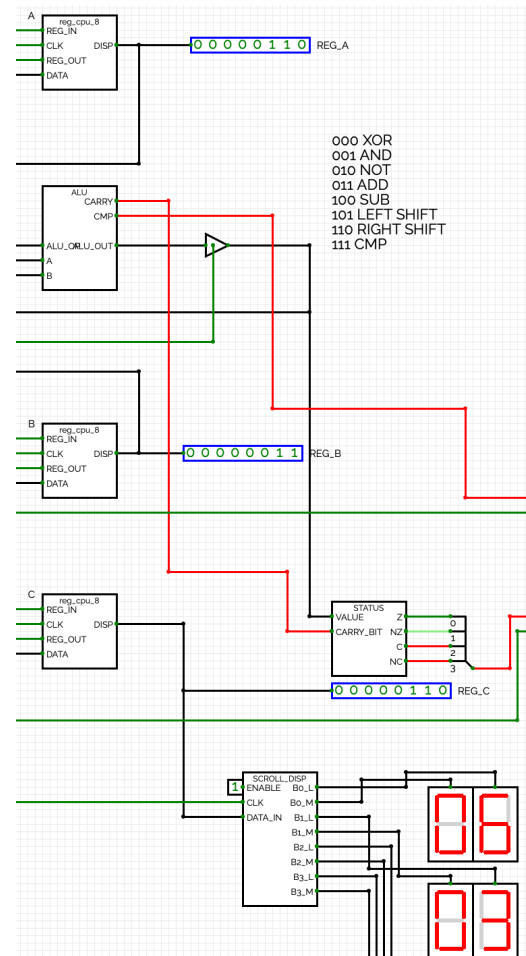 A
reg_cpu_8
REG_IN
CLK DISP
REG_OUT
DATA
0 0 0 0 0 1 1 0 REG_A
000 XOR
001 AND
010 NOT
011 ADD
100 SUB
101 LEFT SHIFT
110 RIGHT SHIFT
111 CMP
ALU
CARRY
CMP
ALU_OP ALU_OUT
A
B
B
reg_cpu_8
REG_IN
CLK DISP
REG_OUT
DATA
0 0 0 0 0 0 1 1 REG_B
C
reg_cpu_8
REG_IN
CLK DISP
REG_OUT
DATA
STATUS
VALUE Z
CARRY_BIT NZ
C
NC
0
1
2
3
0 0 0 0 0 1 1 0 REG_C
SCROLL_DISP
1 ENABLE B0_L
CLK B0_M
DATA_IN B1_L
B1_M
B2_L
B2_M
B3_L
B3_M
06
03